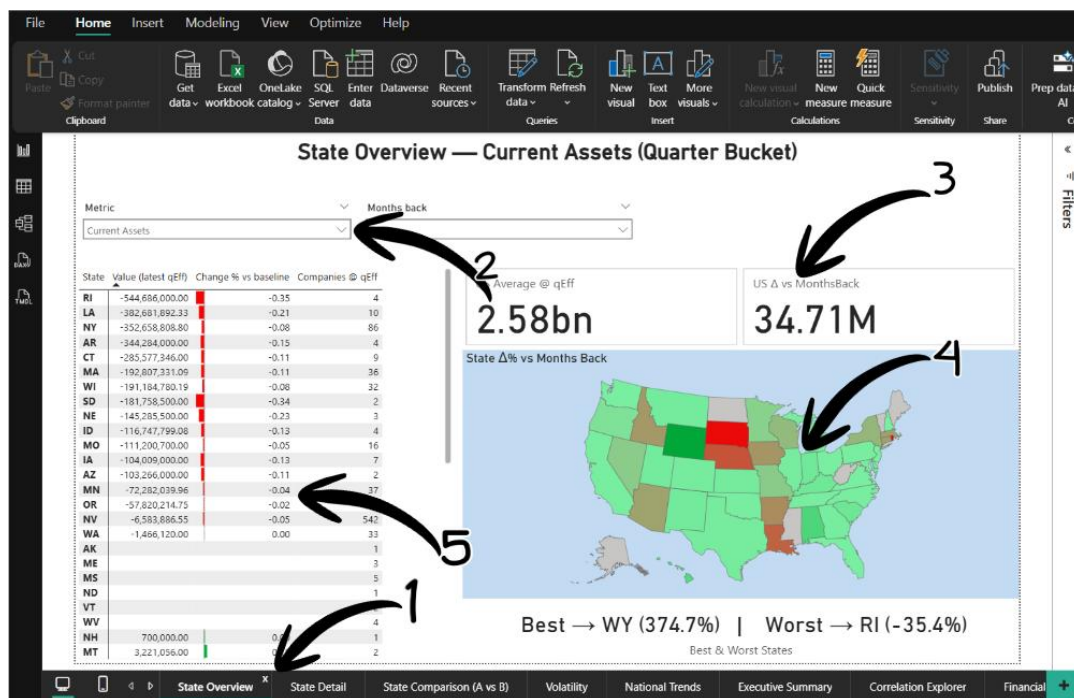 File Home Insert Modeling View Optimize Help
Paste
Cut
Copy
Format painter
Clipboard
Get data
Excel workbook
OneLake catalog
SQL Server
Enter data
Dataverse
Recent sources
Data
Transform data
Refresh
Queries
New visual
Text box
More visuals
Insert
New visual calculation
New measure
Quick measure
Calculations
Sensitivity
Sensitivity
Publish
Share
Prep data
AI
State Overview — Current Assets (Quarter Bucket)
Filters
3
Metric
Months back
Current Assets
2
State Value (latest qEff) Change % vs baseline Companies @ qEff
RI -544,686,000.00 -0.35 4
LA -382,681,892.33 -0.21 10
NY -352,658,808.80 -0.08 86
AR -344,284,000.00 -0.15 4
CT -285,577,346.00 -0.11 9
MA -192,807,331.09 -0.11 36
WI -191,184,780.19 -0.08 32
SD -181,758,500.00 -0.34 2
NE -145,285,500.00 -0.23 3
ID -116,747,799.08 -0.13 4
MO -111,200,700.00 -0.05 16
IA -104,009,000.00 -0.13 7
AZ -103,266,000.00 -0.11 2
MN -72,282,039.96 -0.04 37
OR -57,820,214.75 -0.02
NV -6,583,886.55 -0.05 542
WA -1,466,120.00 0.00 33
AK 1
ME 3
MS 5
ND 1
VT
WV 4
NH 700,000.00 1
MT 3,221,056.00 2
5
1
Average @ qEff
2.58bn
US Δ vs MonthsBack
34.71M
State Δ% vs Months Back
4
Best → WY (374.7%) | Worst → RI (-35.4%)
Best & Worst States
State Overview x State Detail State Comparison (A vs B) Volatility National Trends Executive Summary Correlation Explorer Financial +